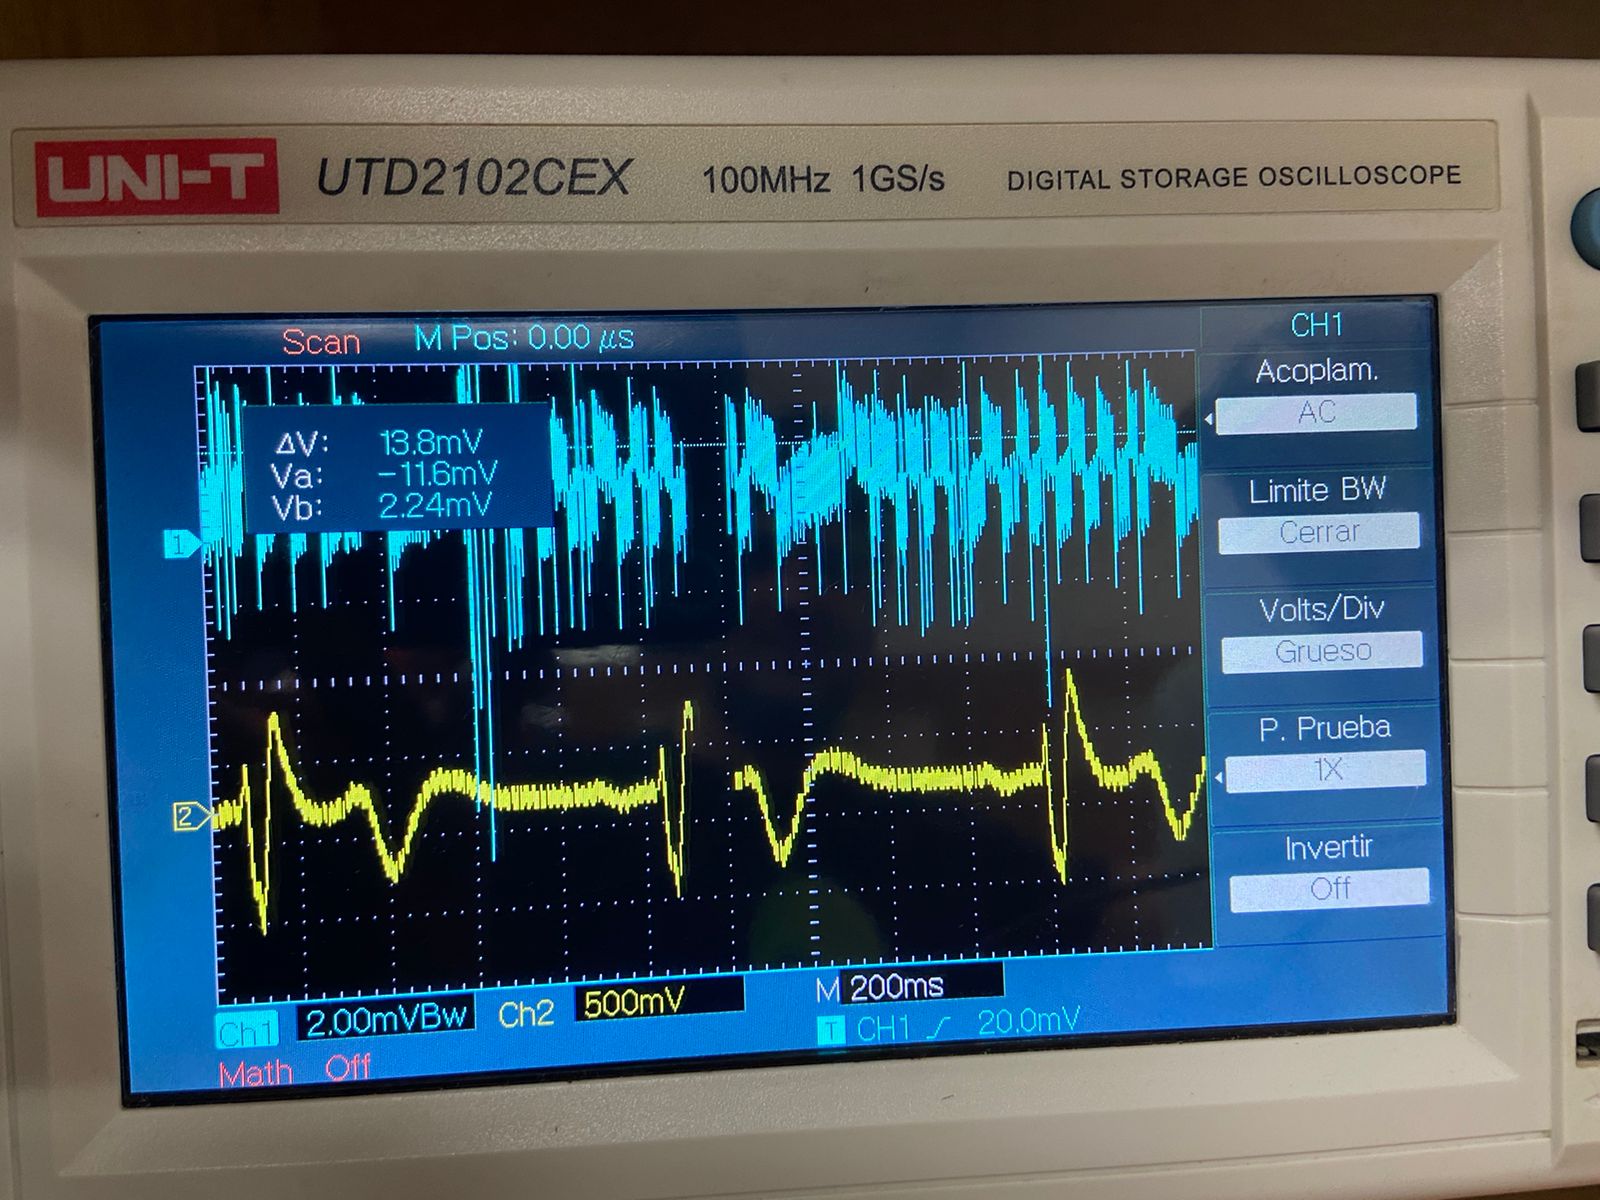 UNI-T UTD2102CEX 100MHz 1GS/s DIGITAL STORAGE OSCILLOSCOPE
Scan M Pos: 0.00 μs CH1
Acoplam.
AC
ΔV: 13.8mV
Va: -11.6mV
Vb: 2.24mV
Limite BW
Cerrar
1
Volts/Div
Grueso
P. Prueba
1X
2
Invertir
Off
Ch1 2.00mVBw Ch2 500mV M 200ms
T CH1 20.0mV
Math Off